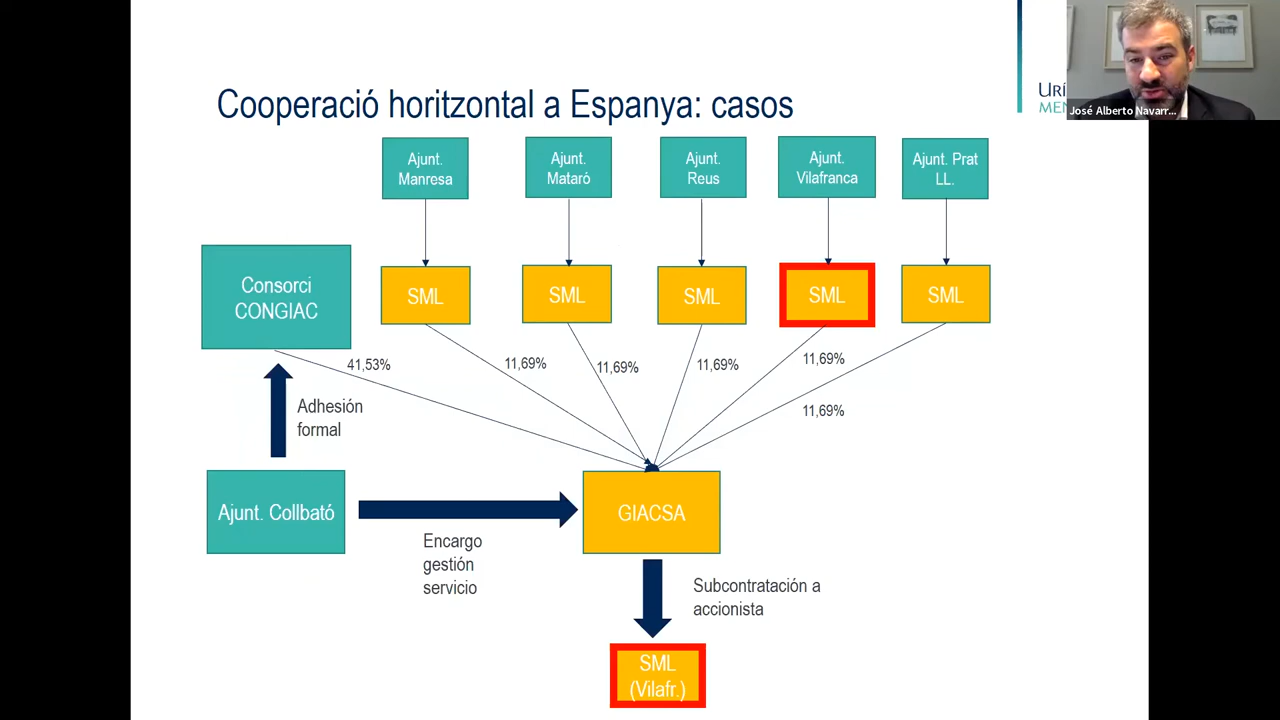 Cooperació horitzontal a Espanya: casos
URÍ
MEN
José Alberto Navarr...
Ajunt.
Manresa
Ajunt.
Mataró
Ajunt.
Reus
Ajunt.
Vilafranca
Ajunt. Prat
LL.
Consorci
CONGIAC
SML
SML
SML
SML
SML
41,53%
11,69%
11,69%
11,69%
11,69%
11,69%
Adhesión
formal
Ajunt. Collbató
Encargo
gestión
servicio
GIACSA
Subcontratación a
accionista
SML
(Vilafr.)